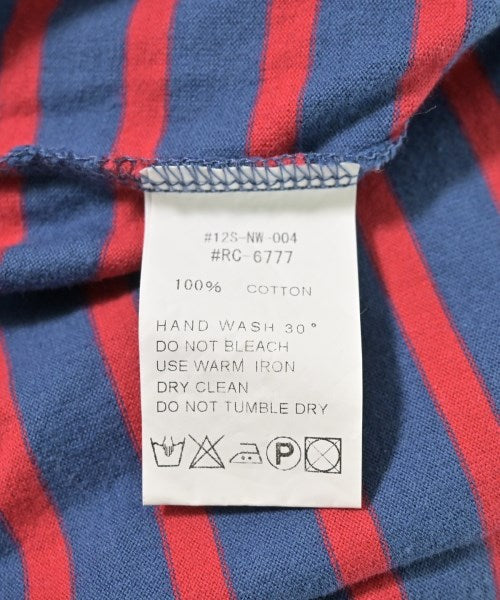 #12S-NW-004
#RC-6777
100% COTTON
HAND WASH 30°
DO NOT BLEACH
USE WARM IRON
DRY CLEAN
DO NOT TUMBLE DRY
P